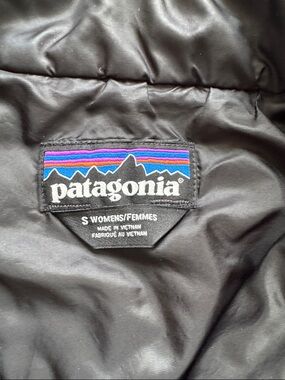 patagonia®
S WOMENS/FEMMES
MADE IN VIETNAM
FABRIQUÉ AU VIETNAM